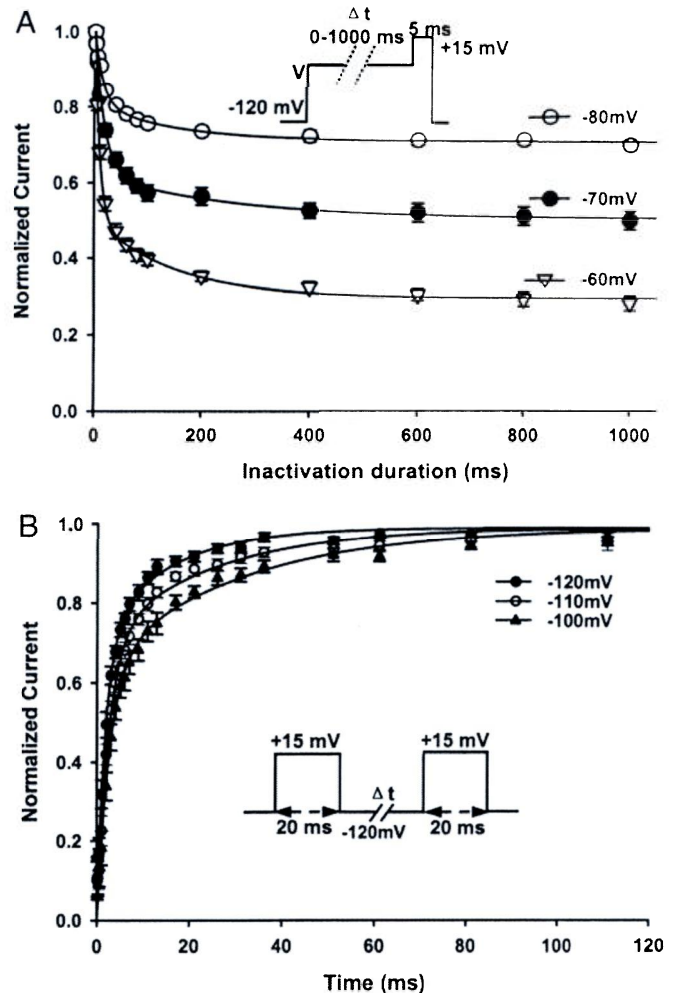 A
Δ t
0-1000 ms 5 ms
+15 mV
V
-120 mV
-80mV
-70mV
-60mV
Normalized Current
1.0
0.8
0.6
0.4
0.2
0.0
0 200 400 600 800 1000
Inactivation duration (ms)
B
Normalized Current
1.0
0.8
0.6
0.4
0.2
0.0
-120mV
-110mV
-100mV
+15 mV +15 mV
Δ t
20 ms -120mV 20 ms
0 20 40 60 80 100 120
Time (ms)